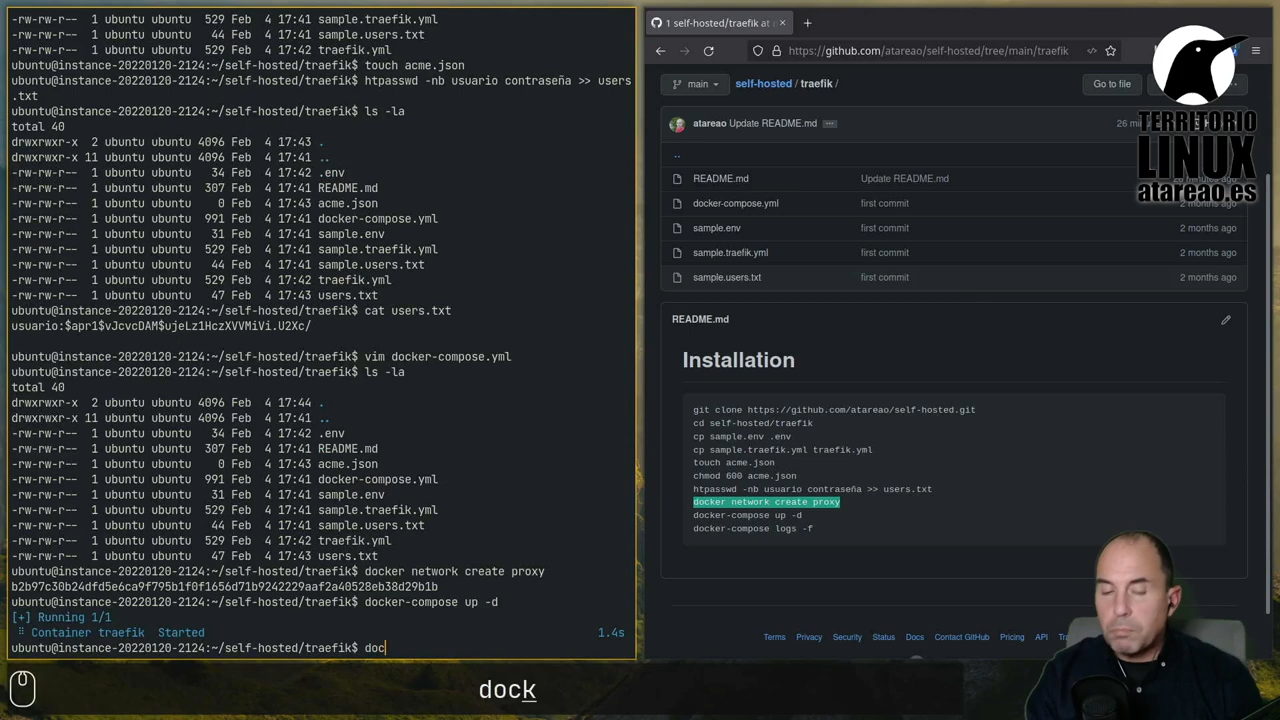 -rw-rw-r-- 1 ubuntu ubuntu 529 Feb 4 17:41 sample.traefik.yml
-rw-rw-r-- 1 ubuntu ubuntu 44 Feb 4 17:41 sample.users.txt
-rw-rw-r-- 1 ubuntu ubuntu 529 Feb 4 17:42 traefik.yml
ubuntu@instance-20220120-2124:~/self-hosted/traefik$ touch acme.json
ubuntu@instance-20220120-2124:~/self-hosted/traefik$ htpasswd -nb usuario contraseña >> users
.txt
ubuntu@instance-20220120-2124:~/self-hosted/traefik$ ls -la
total 40
drwxrwxr-x 2 ubuntu ubuntu 4096 Feb 4 17:43 .
drwxrwxr-x 11 ubuntu ubuntu 4096 Feb 4 17:41 ..
-rw-rw-r-- 1 ubuntu ubuntu 34 Feb 4 17:42 .env
-rw-rw-r-- 1 ubuntu ubuntu 307 Feb 4 17:41 README.md
-rw-rw-r-- 1 ubuntu ubuntu 0 Feb 4 17:43 acme.json
-rw-rw-r-- 1 ubuntu ubuntu 991 Feb 4 17:41 docker-compose.yml
-rw-rw-r-- 1 ubuntu ubuntu 31 Feb 4 17:41 sample.env
-rw-rw-r-- 1 ubuntu ubuntu 529 Feb 4 17:41 sample.traefik.yml
-rw-rw-r-- 1 ubuntu ubuntu 44 Feb 4 17:41 sample.users.txt
-rw-rw-r-- 1 ubuntu ubuntu 529 Feb 4 17:42 traefik.yml
-rw-rw-r-- 1 ubuntu ubuntu 47 Feb 4 17:43 users.txt
ubuntu@instance-20220120-2124:~/self-hosted/traefik$ cat users.txt
usuario:$apr1$vJcvcDAM$ujeLz1HczXVVMiVi.U2Xc/
ubuntu@instance-20220120-2124:~/self-hosted/traefik$ vim docker-compose.yml
ubuntu@instance-20220120-2124:~/self-hosted/traefik$ ls -la
total 40
drwxrwxr-x 2 ubuntu ubuntu 4096 Feb 4 17:44 .
drwxrwxr-x 11 ubuntu ubuntu 4096 Feb 4 17:41 ..
-rw-rw-r-- 1 ubuntu ubuntu 34 Feb 4 17:42 .env
-rw-rw-r-- 1 ubuntu ubuntu 307 Feb 4 17:41 README.md
-rw-rw-r-- 1 ubuntu ubuntu 0 Feb 4 17:43 acme.json
-rw-rw-r-- 1 ubuntu ubuntu 991 Feb 4 17:41 docker-compose.yml
-rw-rw-r-- 1 ubuntu ubuntu 31 Feb 4 17:41 sample.env
-rw-rw-r-- 1 ubuntu ubuntu 529 Feb 4 17:41 sample.traefik.yml
-rw-rw-r-- 1 ubuntu ubuntu 44 Feb 4 17:41 sample.users.txt
-rw-rw-r-- 1 ubuntu ubuntu 529 Feb 4 17:42 traefik.yml
-rw-rw-r-- 1 ubuntu ubuntu 47 Feb 4 17:43 users.txt
ubuntu@instance-20220120-2124:~/self-hosted/traefik$ docker network create proxy
b2b97c30b24dfd5e6ca9f795b1f0f1656d71b9242229aaf2a40528eb38d29b1b
ubuntu@instance-20220120-2124:~/self-hosted/traefik$ docker-compose up -d
[+] Running 1/1
⠿ Container traefik Started 1.4s
ubuntu@instance-20220120-2124:~/self-hosted/traefik$ doc
dock
1 self-hosted/traefik at
https://github.com/atareao/self-hosted/tree/main/traefik
main
self-hosted / traefik /
Go to file
atareao Update README.md
26
..
README.md Update README.md
docker-compose.yml first commit 2 months ago
sample.env first commit 2 months ago
sample.traefik.yml first commit 2 months ago
sample.users.txt first commit 2 months ago
README.md
Installation
git clone https://github.com/atareao/self-hosted.git
cd self-hosted/traefik
cp sample.env .env
cp sample.traefik.yml traefik.yml
touch acme.json
chmod 600 acme.json
htpasswd -nb usuario contraseña >> users.txt
docker network create proxy
docker-compose up -d
docker-compose logs -f
Terms Privacy Security Status Docs Contact GitHub Pricing API
TERRITORIO
LINUX
atareao.es